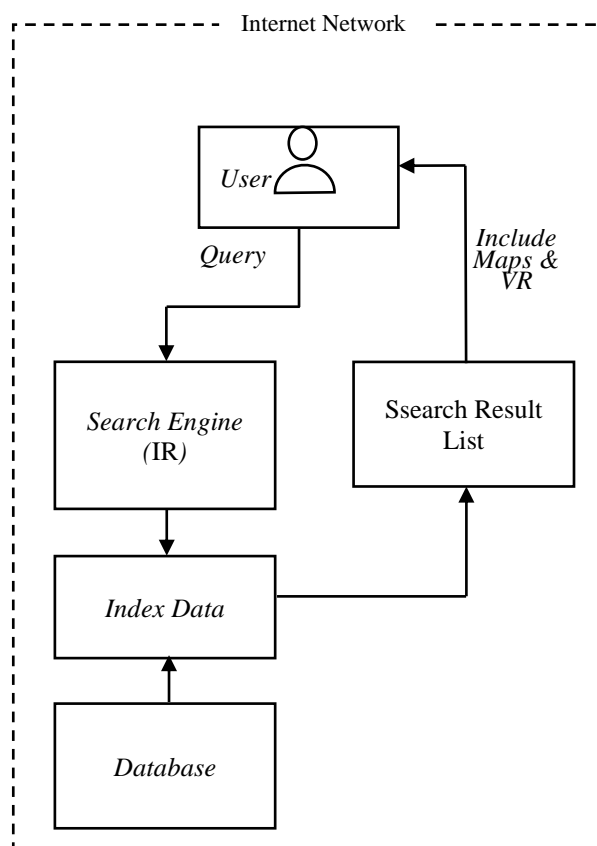 Internet Network
User
Query
Include
Maps &
VR
Search Engine
(IR)
Ssearch Result
List
Index Data
Database